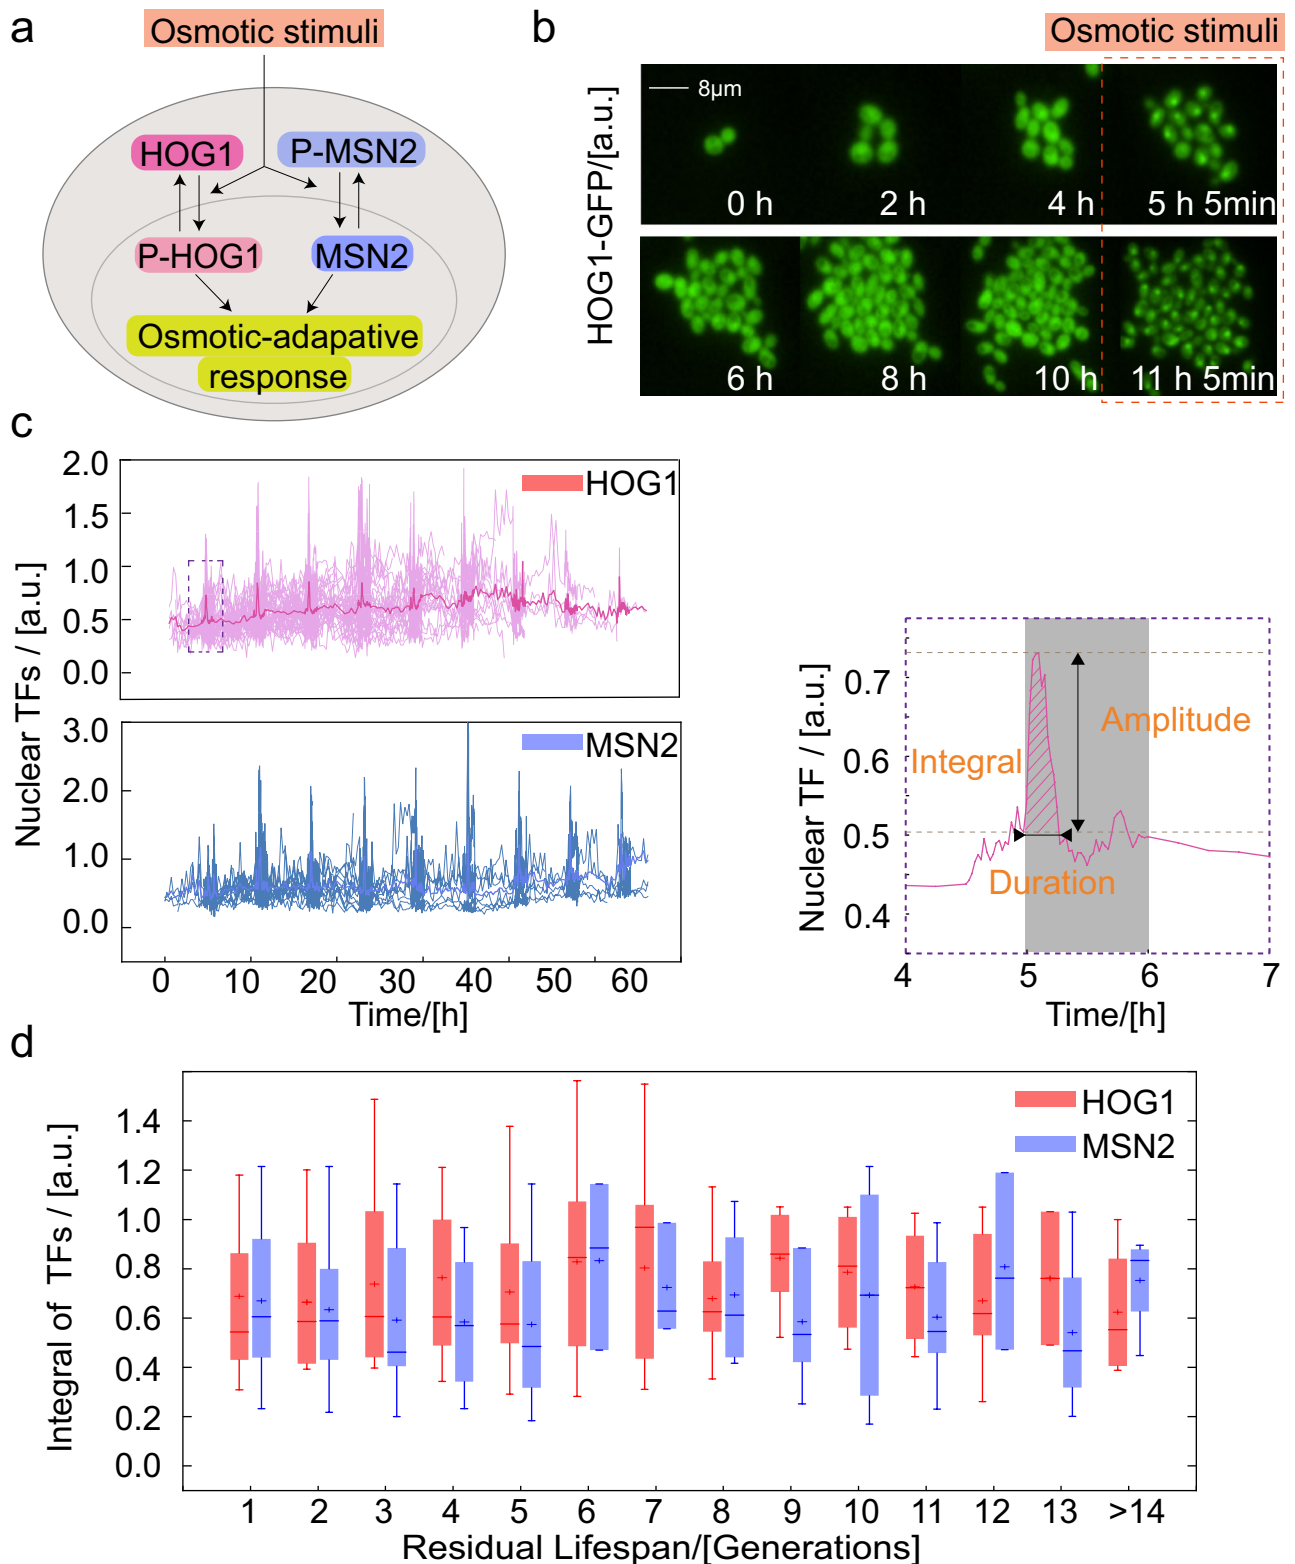 a
Osmotic stimuli
HOG1
P-MSN2
P-HOG1
MSN2
Osmotic-adapative
response
b
Osmotic stimuli
HOG1-GFP/[a.u.]
8μm
0 h
2 h
4 h
5 h 5min
6 h
8 h
10 h
11 h 5min
c
Nuclear TFs / [a.u.]
2.0
1.5
1.0
0.5
0.0
HOG1
3.0
2.0
1.0
0.0
MSN2
0 10 20 30 40 50 60
Time/[h]
Nuclear TF / [a.u.]
0.7
0.6
0.5
0.4
Integral
Amplitude
Duration
4 5 6 7
Time/[h]
d
Integral of TFs / [a.u.]
1.4
1.2
1.0
0.8
0.6
0.4
0.2
0.0
HOG1
MSN2
1 2 3 4 5 6 7 8 9 10 11 12 13 >14
Residual Lifespan/[Generations]